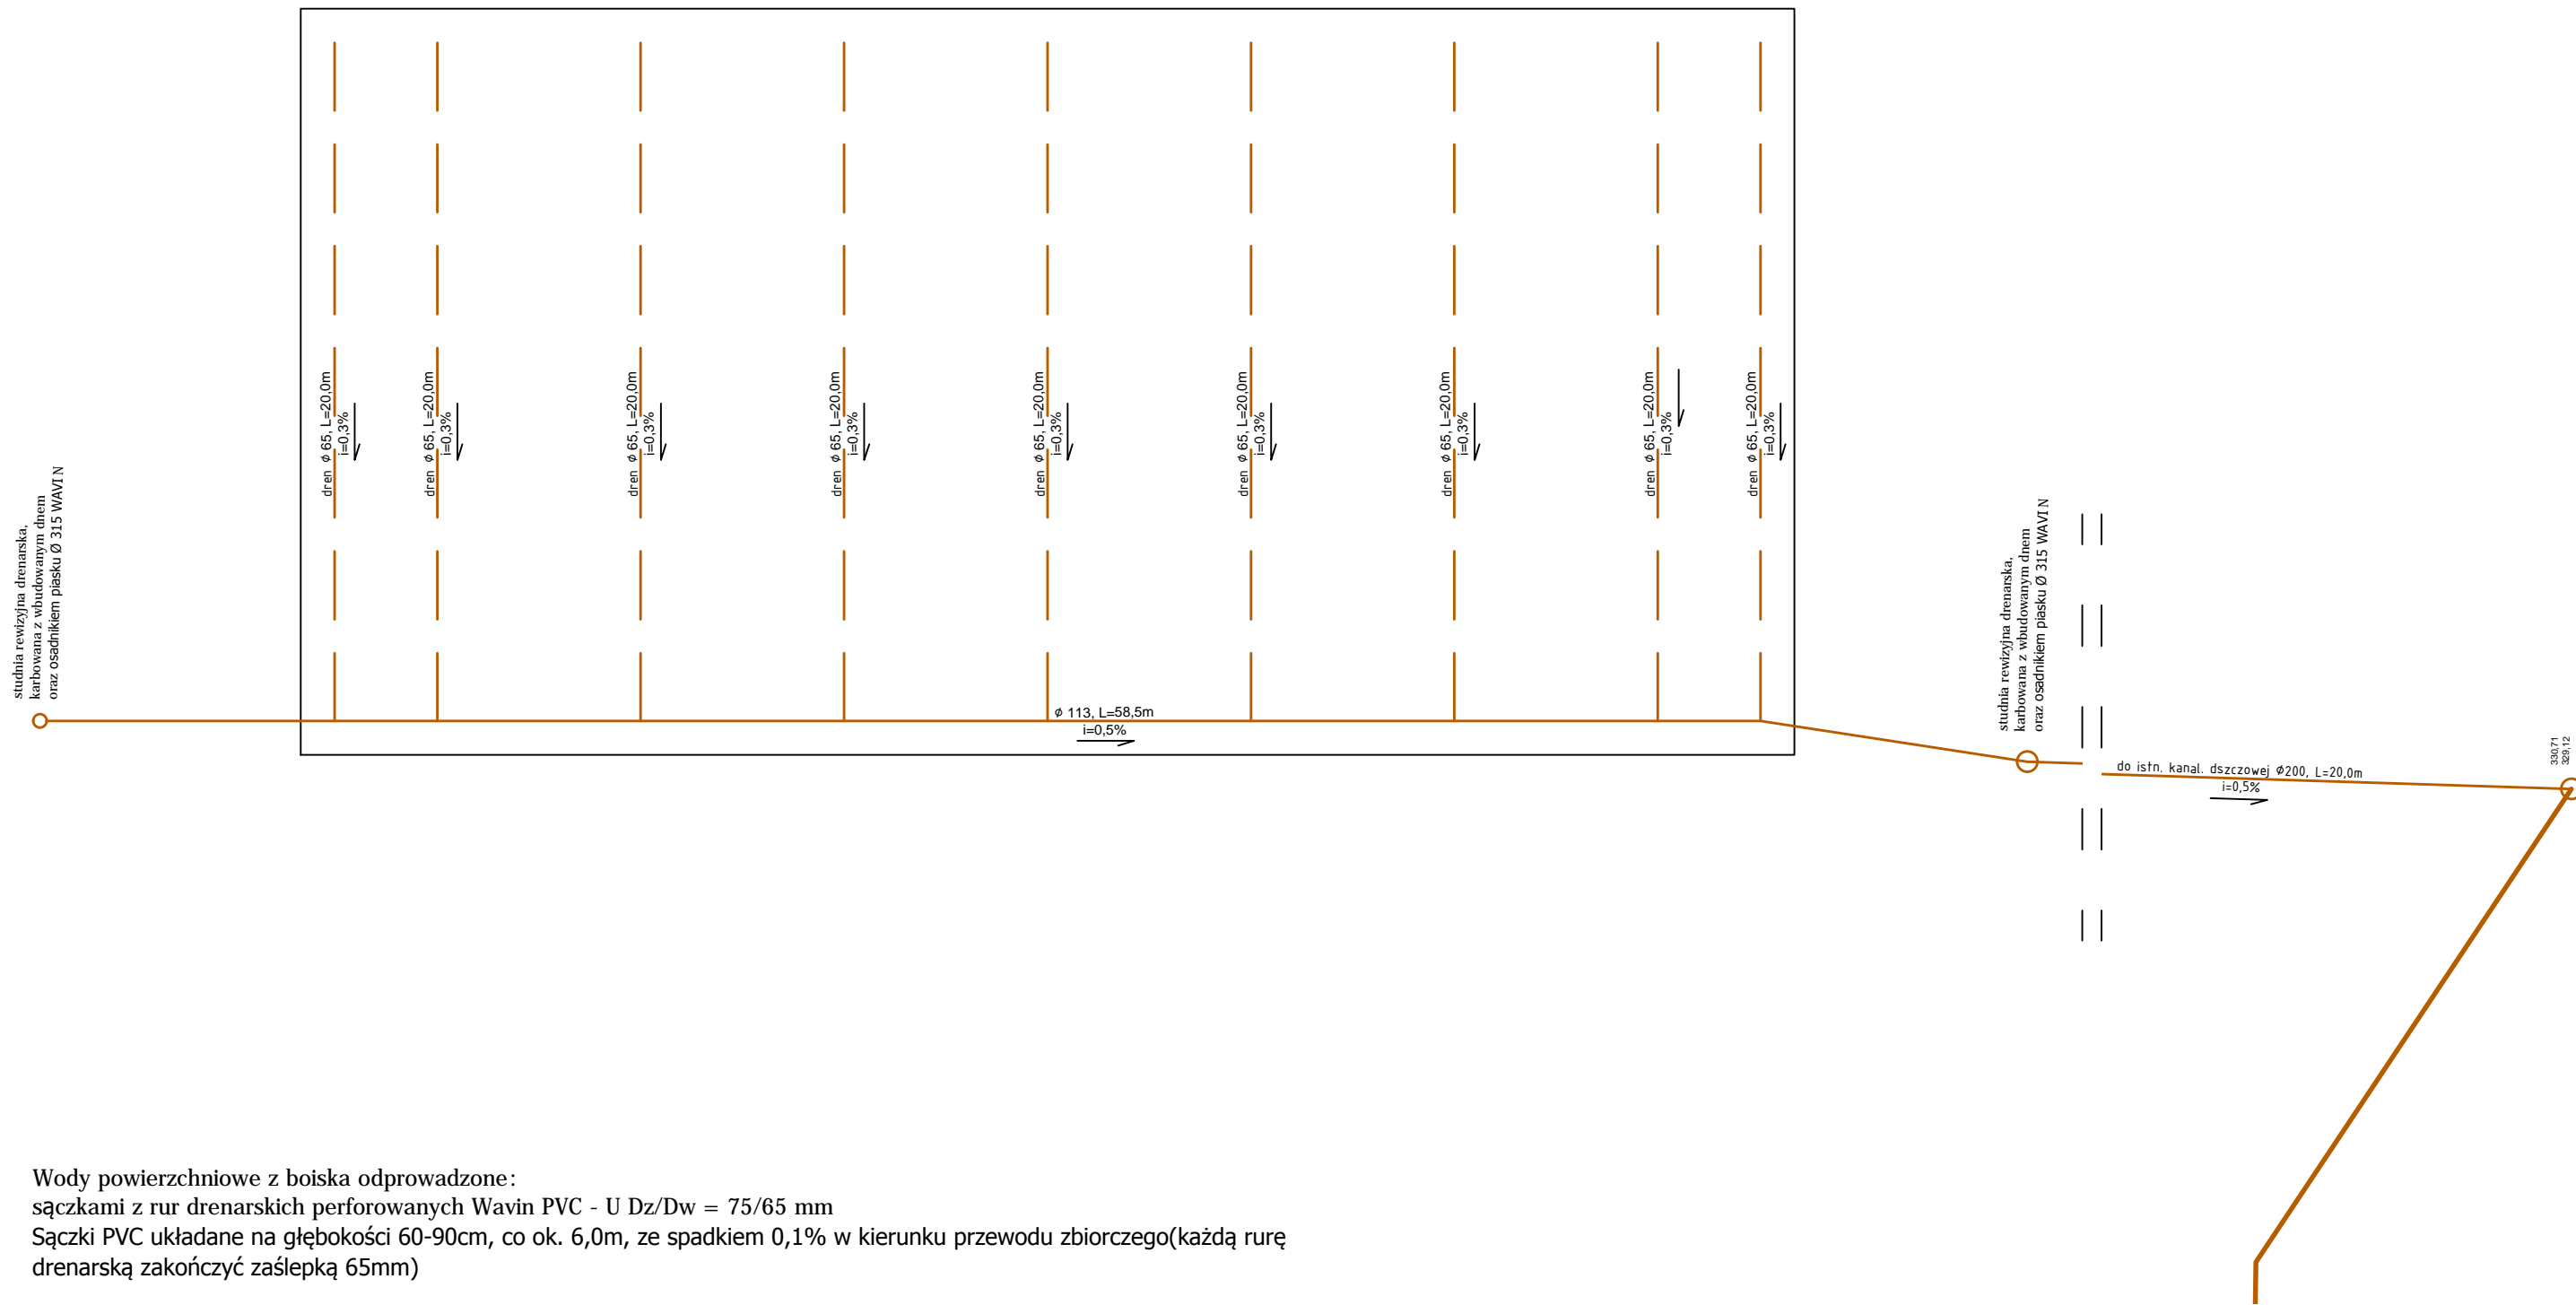 dren ϕ 65, L=20,0m
i=0,3%
dren ϕ 65, L=20,0m
i=0,3%
dren ϕ 65, L=20,0m
i=0,3%
dren ϕ 65, L=20,0m
i=0,3%
dren ϕ 65, L=20,0m
i=0,3%
dren ϕ 65, L=20,0m
i=0,3%
dren ϕ 65, L=20,0m
i=0,3%
dren ϕ 65, L=20,0m
i=0,3%
dren ϕ 65, L=20,0m
i=0,3%
studnia rewizyjna drenarska,
karbowana z wbudowanym dnem
oraz osadnikiem piasku Ø 315 WAVIN
studnia rewizyjna drenarska,
karbowana z wbudowanym dnem
oraz osadnikiem piasku Ø 315 WAVIN
ϕ 113, L=58,5m
i=0,5%
do istn. kanal. dszczowej Ø200, L=20,0m
i=0,5%
330,71
329,12
Wody powierzchniowe z boiska odprowadzone:
sączkami z rur drenarskich perforowanych Wavin PVC - U Dz/Dw = 75/65 mm
Sączki PVC układane na głębokości 60-90cm, co ok. 6,0m, ze spadkiem 0,1% w kierunku przewodu zbiorczego(każdą rurę
drenarską zakończyć zaślepką 65mm)